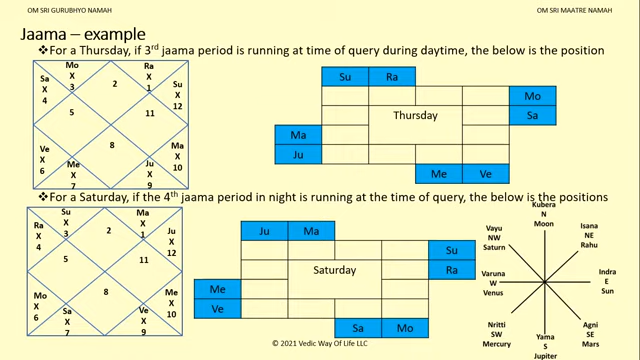 OM SRI GURUBHYO NAMAH
OM SRI MAATRE NAMAH
Jaama – example
❖For a Thursday, if 3rd jaama period is running at time of query during daytime, the below is the position
Mo
X
3
2
Ra
X
1
Sa
X
4
Su
X
12
5
11
8
Ve
X
6
Me
X
7
Ju
X
9
Ma
X
10
Su Ra
Mo
Thursday
Sa
Ma
Ju
Me Ve
❖For a Saturday, if the 4th jaama period in night is running at the time of query, the below is the positions
Su
X
3
2
Ma
X
1
Ra
X
4
Ju
X
12
5
11
8
Mo
X
6
Sa
X
7
Ve
X
9
Me
X
10
Ju Ma
Su
Saturday
Ra
Me
Ve
Sa Mo
Kubera
N
Moon
Vayu
NW
Saturn
Isana
NE
Rahu
Varuna
W
Venus
Indra
E
Sun
Nritti
SW
Mercury
Yama
S
Jupiter
Agni
SE
Mars
© 2021 Vedic Way Of Life LLC